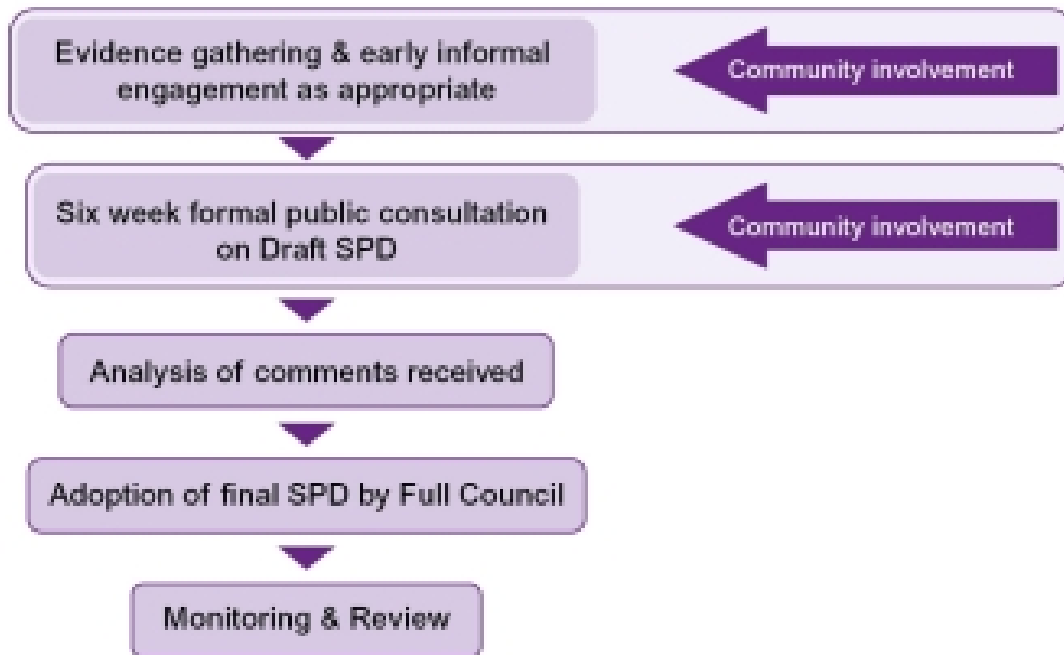 Evidence gathering & early informal
engagement as appropriate
Community involvement
Six week formal public consultation
on Draft SPD
Community involvement
Analysis of comments received
Adoption of final SPD by Full Council
Monitoring & Review